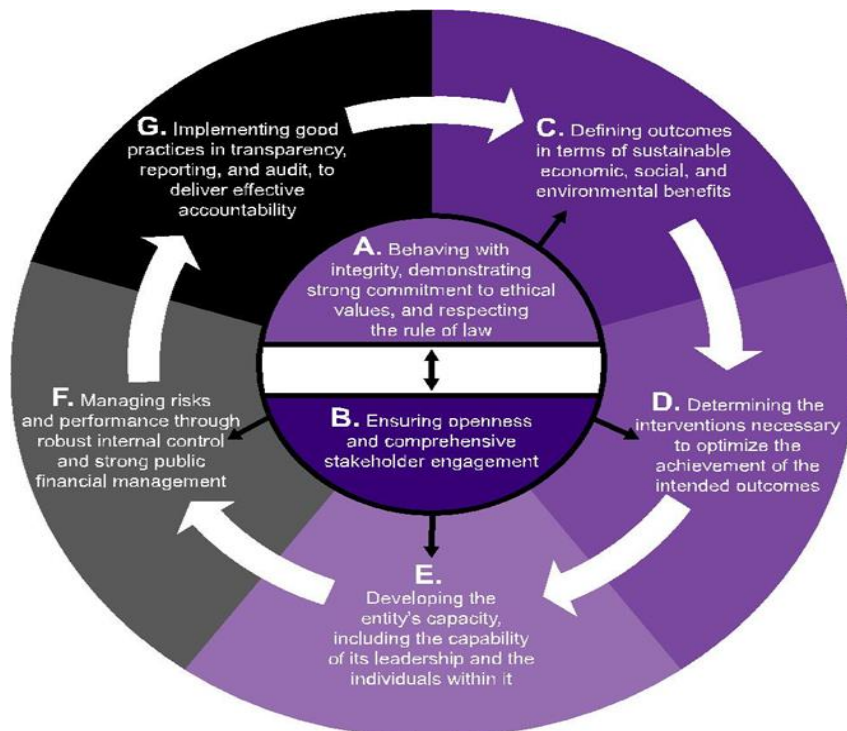 G. Implementing good
practices in transparency,
reporting, and audit, to
deliver effective
accountability
C. Defining outcomes
in terms of sustainable
economic, social, and
environmental benefits
A. Behaving with
integrity, demonstrating
strong commitment to ethical
values, and respecting
the rule of law
B. Ensuring openness
and comprehensive
stakeholder engagement
D. Determining the
interventions necessary
to optimize the
achievement of the
intended outcomes
E.
Developing the
entity's capacity,
including the capability
of its leadership and the
individuals within it
F. Managing risks
and performance through
robust internal control
and strong public
financial management